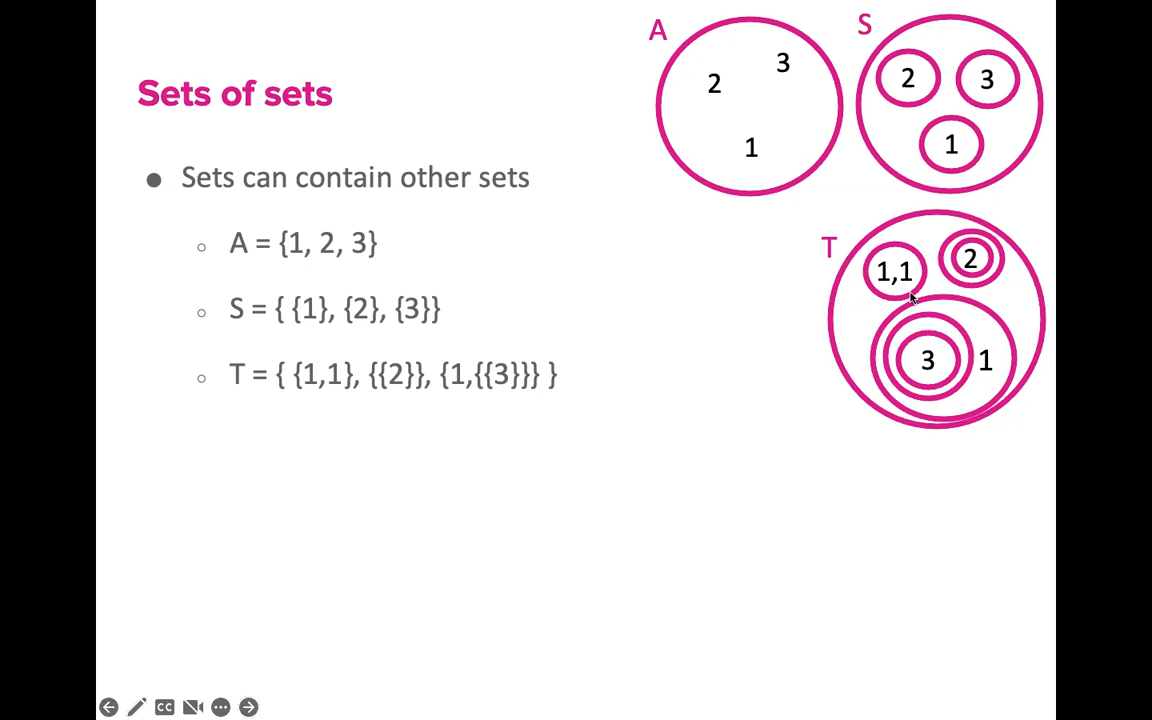 Sets of sets
● Sets can contain other sets
○ A = {1, 2, 3}
○ S = { {1}, {2}, {3}}
○ T = { {1,1}, {{2}}, {1,{{3}}} }
A
2
3
1
S
2
3
1
T
1,1
2
3
1
CC